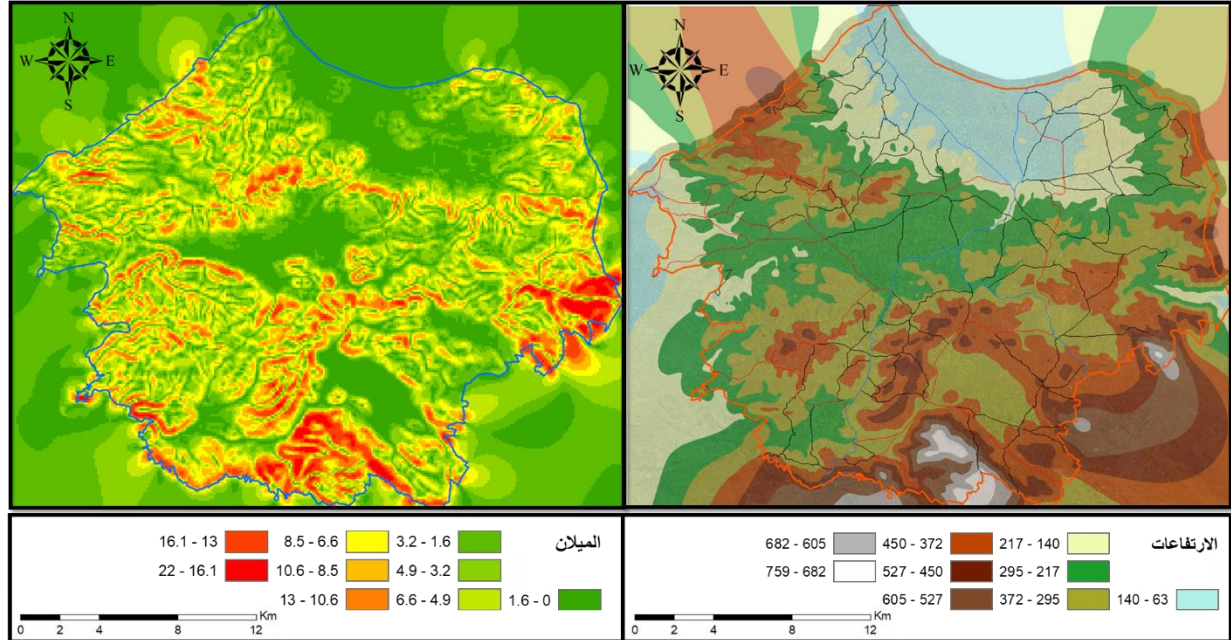 N
W E
S
N
W E
S
الميلان
16.1 - 13 8.5 - 6.6 3.2 - 1.6
22 - 16.1 10.6 - 8.5 4.9 - 3.2
13 - 10.6 6.6 - 4.9 1.6 - 0
Km
0 2 4 8 12
الارتفاعات
682 - 605 450 - 372 217 - 140
759 - 682 527 - 450 295 - 217
605 - 527 372 - 295 140 - 63
Km
0 2 4 8 12